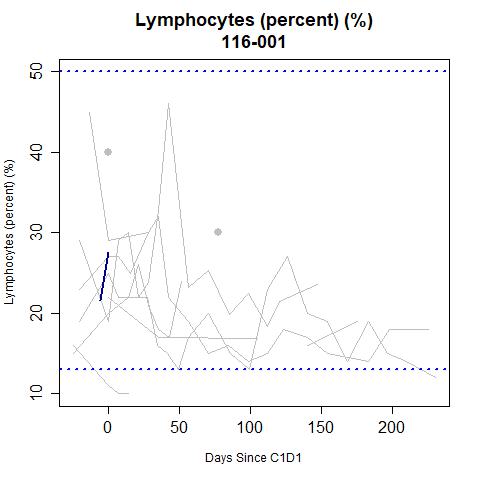 Lymphocytes (percent) (%)
116-001
50
40
30
20
10
Lymphocytes (percent) (%)
0 50 100 150 200
Days Since C1D1